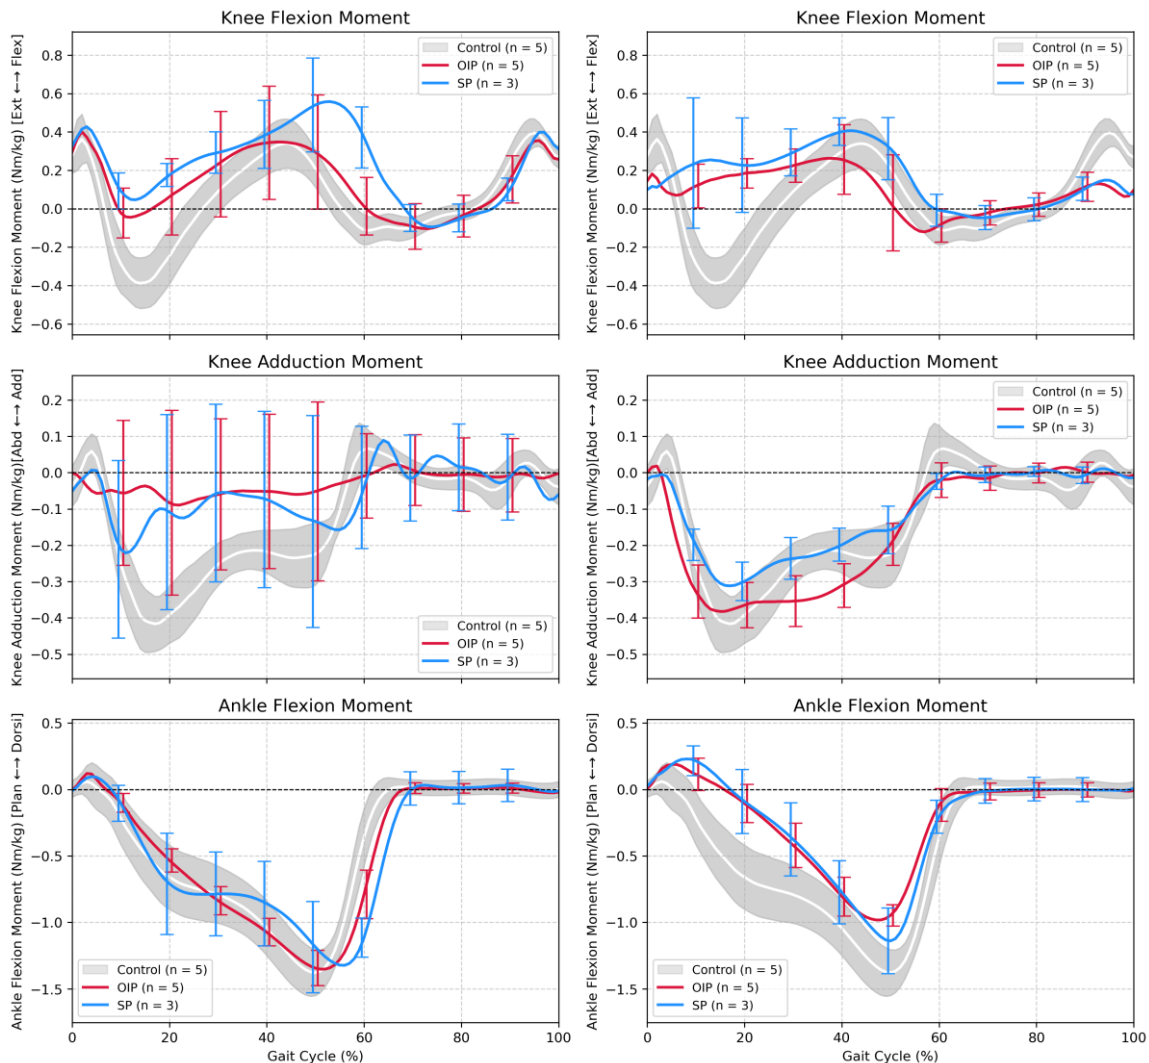 Knee Flexion Moment
Knee Flexion Moment (Nm/kg) [Ext ←→ Flex]
0.8
0.6
0.4
0.2
0.0
−0.2
−0.4
−0.6
Control (n = 5)
OIP (n = 5)
SP (n = 3)
Knee Flexion Moment
Knee Flexion Moment (Nm/kg) [Ext ←→ Flex]
0.8
0.6
0.4
0.2
0.0
−0.2
−0.4
−0.6
Control (n = 5)
OIP (n = 5)
SP (n = 3)
Knee Adduction Moment
Knee Adduction Moment (Nm/kg)[Abd ←→ Add]
0.2
0.1
0.0
−0.1
−0.2
−0.3
−0.4
−0.5
Control (n = 5)
OIP (n = 5)
SP (n = 3)
Knee Adduction Moment
Knee Adduction Moment (Nm/kg)[Abd ←→ Add]
0.2
0.1
0.0
−0.1
−0.2
−0.3
−0.4
−0.5
Control (n = 5)
OIP (n = 5)
SP (n = 3)
Ankle Flexion Moment
Ankle Flexion Moment (Nm/kg) [Plan ←→ Dorsi]
0.5
0.0
−0.5
−1.0
−1.5
Control (n = 5)
OIP (n = 5)
SP (n = 3)
0 20 40 60 80 100
Gait Cycle (%)
Ankle Flexion Moment
Ankle Flexion Moment (Nm/kg) [Plan ←→ Dorsi]
0.5
0.0
−0.5
−1.0
−1.5
Control (n = 5)
OIP (n = 5)
SP (n = 3)
0 20 40 60 80 100
Gait Cycle (%)